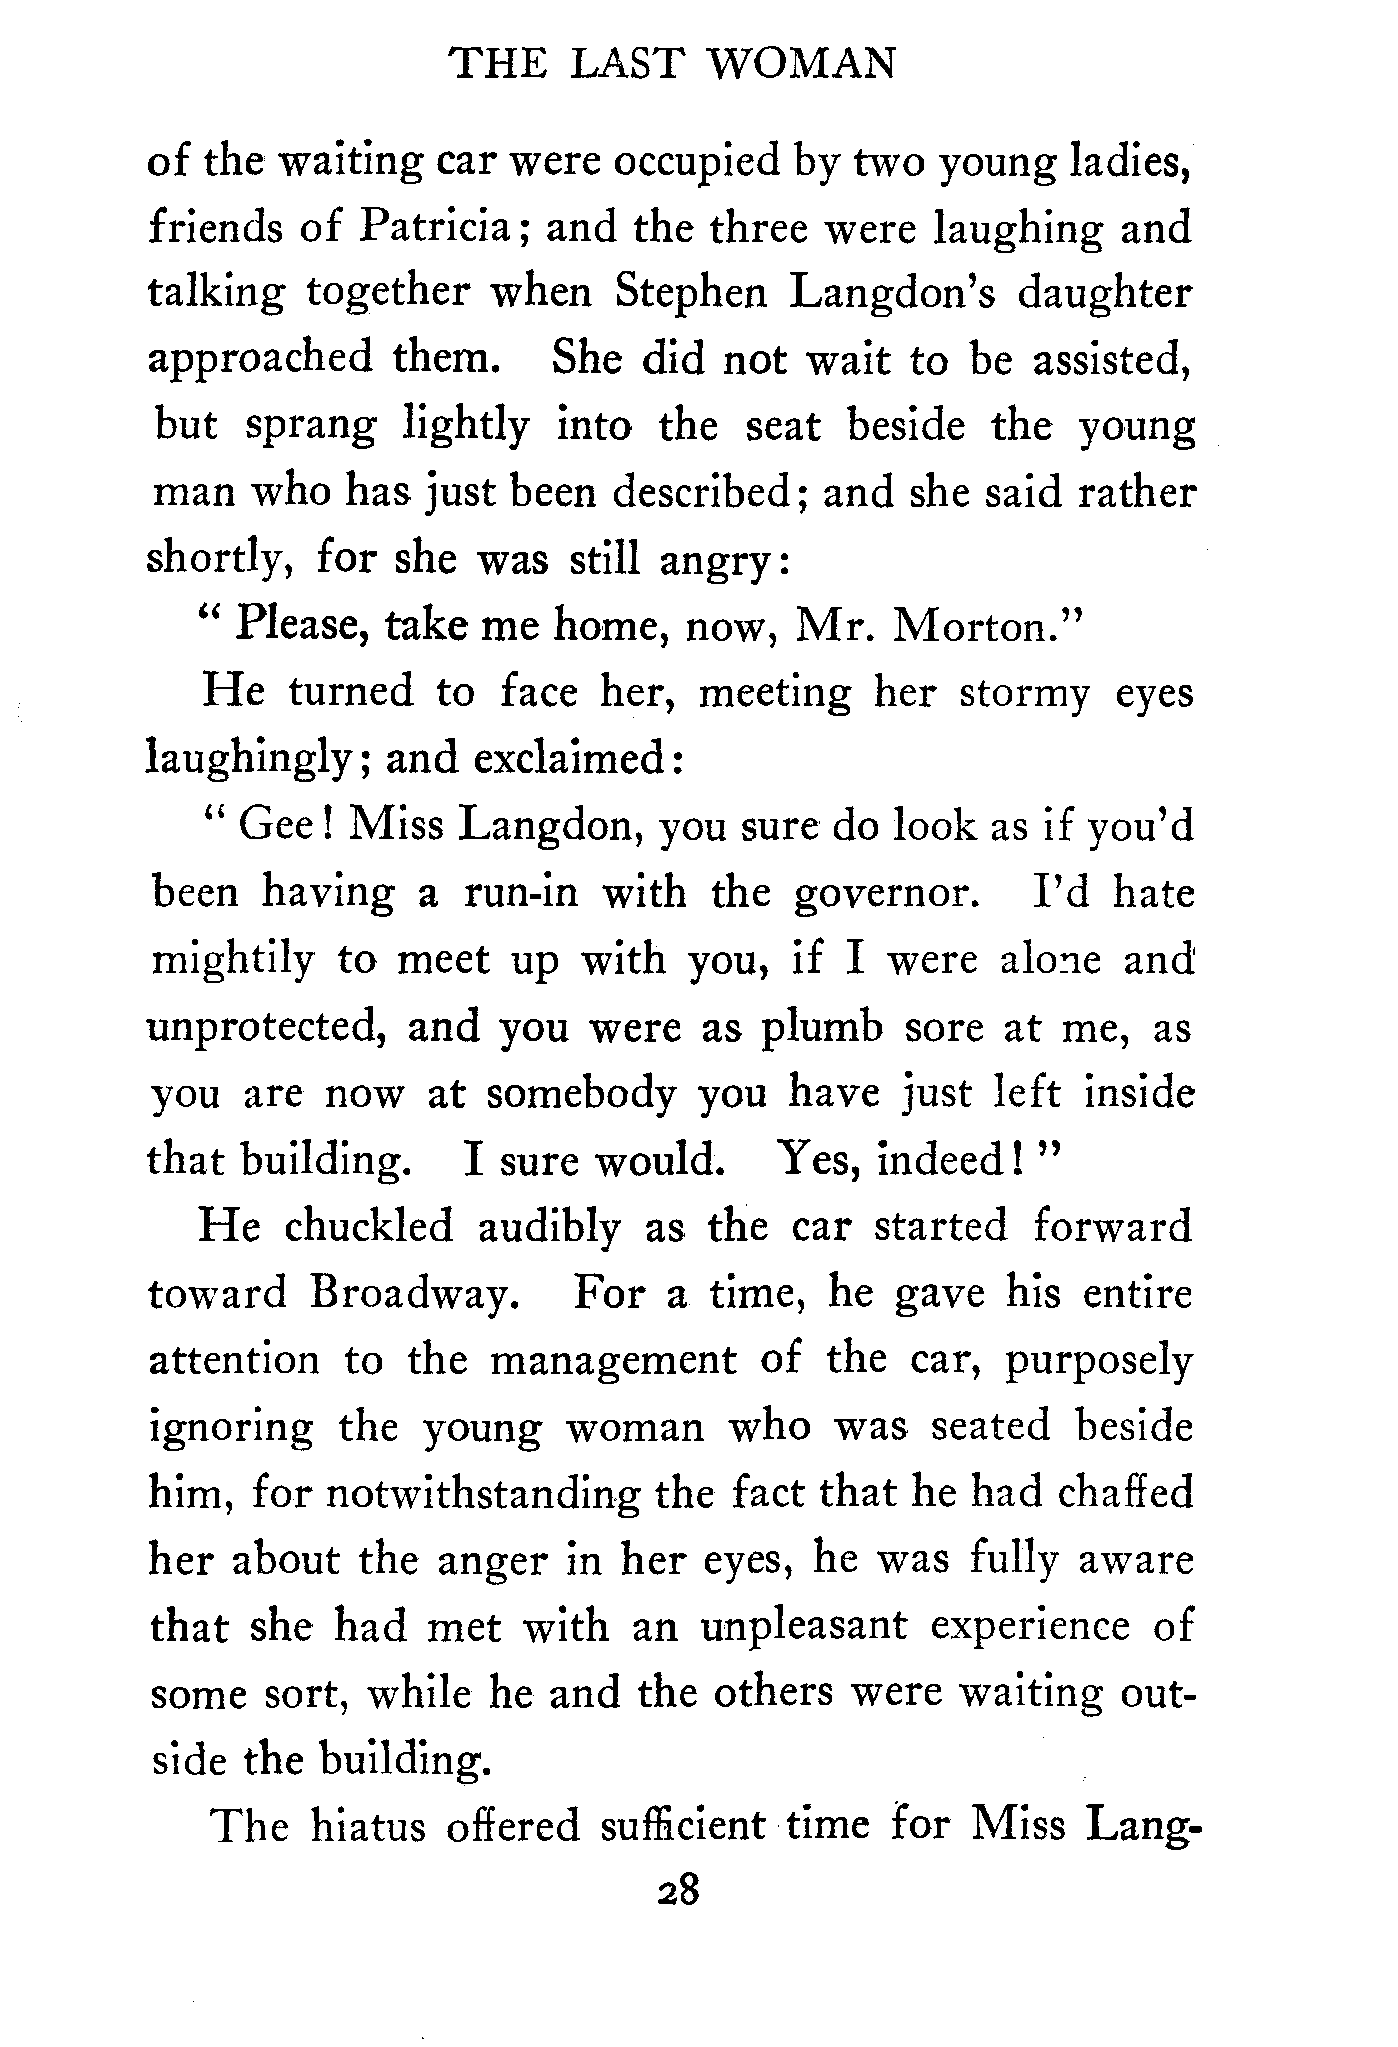 THE LAST WOMAN
of the waiting car were occupied by two young ladies,
friends of Patricia; and the three were laughing and
talking together when Stephen Langdon's daughter
approached them. She did not wait to be assisted,
but sprang lightly into the seat beside the young
man who has just been described; and she said rather
shortly, for she was still angry:
" Please, take me home, now, Mr. Morton."
He turned to face her, meeting her stormy eyes
laughingly; and exclaimed:
" Gee! Miss Langdon, you sure do look as if you'd
been having a run-in with the governor. I'd hate
mightily to meet up with you, if I were alone and
unprotected, and you were as plumb sore at me, as
you are now at somebody you have just left inside
that building. I sure would. Yes, indeed! "
He chuckled audibly as the car started forward
toward Broadway. For a time, he gave his entire
attention to the management of the car, purposely
ignoring the young woman who was seated beside
him, for notwithstanding the fact that he had chaffed
her about the anger in her eyes, he was fully aware
that she had met with an unpleasant experience of
some sort, while he and the others were waiting out-
side the building.
The hiatus offered sufficient time for Miss Lang-
28